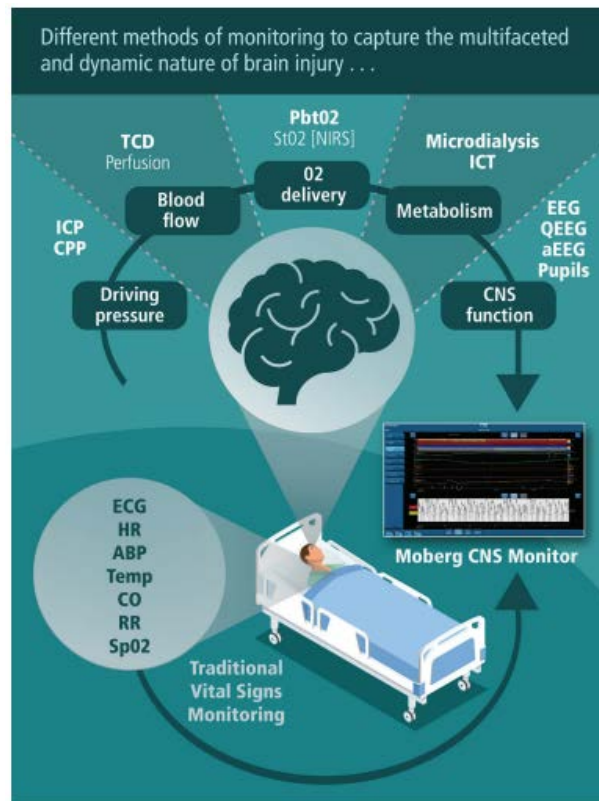 Different methods of monitoring to capture the multifaceted
and dynamic nature of brain injury . . .
Pbt02
St02 [NIRS]
TCD
Perfusion
Microdialysis
ICT
ICP
CPP
EEG
QEEG
aEEG
Pupils
Driving
pressure
Blood
flow
02
delivery
Metabolism
CNS
function
Moberg CNS Monitor
ECG
HR
ABP
Temp
CO
RR
Sp02
Traditional
Vital Signs
Monitoring